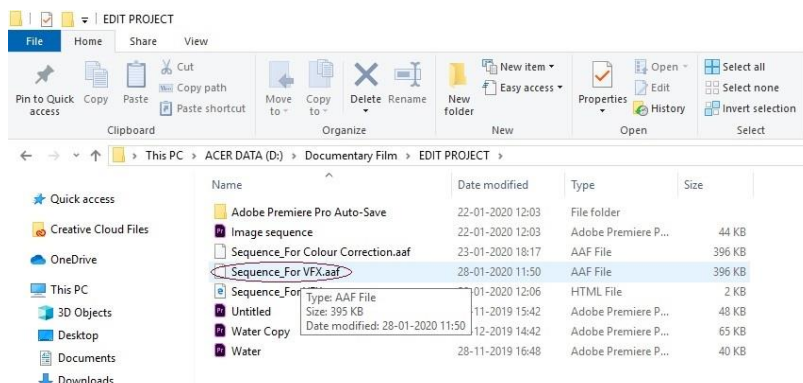 EDIT PROJECT
File Home Share View
Pin to Quick access
Copy
Paste
Cut
Copy path
Paste shortcut
Clipboard
Move to
Copy to
Delete
Rename
Organize
New folder
New item
Easy access
New
Properties
Open
Edit
History
Open
Select all
Select none
Invert selection
Select
This PC > ACER DATA (D:) > Documentary Film > EDIT PROJECT >
Quick access
Creative Cloud Files
OneDrive
This PC
3D Objects
Desktop
Documents
Downloads
Name Date modified Type Size
Adobe Premiere Pro Auto-Save 22-01-2020 12:03 File folder
Image sequence 22-01-2020 12:03 Adobe Premiere P... 44 KB
Sequence_For Colour Correction.aaf 23-01-2020 18:17 AAF File 396 KB
Sequence_For VFX.aaf 28-01-2020 11:50 AAF File 396 KB
Sequence_For -01-2020 12:06 HTML File 2 KB
Untitled -11-2019 15:42 Adobe Premiere P... 48 KB
Water Copy -12-2019 14:42 Adobe Premiere P... 65 KB
Water 28-11-2019 16:48 Adobe Premiere P... 40 KB
Type: AAF File
Size: 395 KB
Date modified: 28-01-2020 11:50